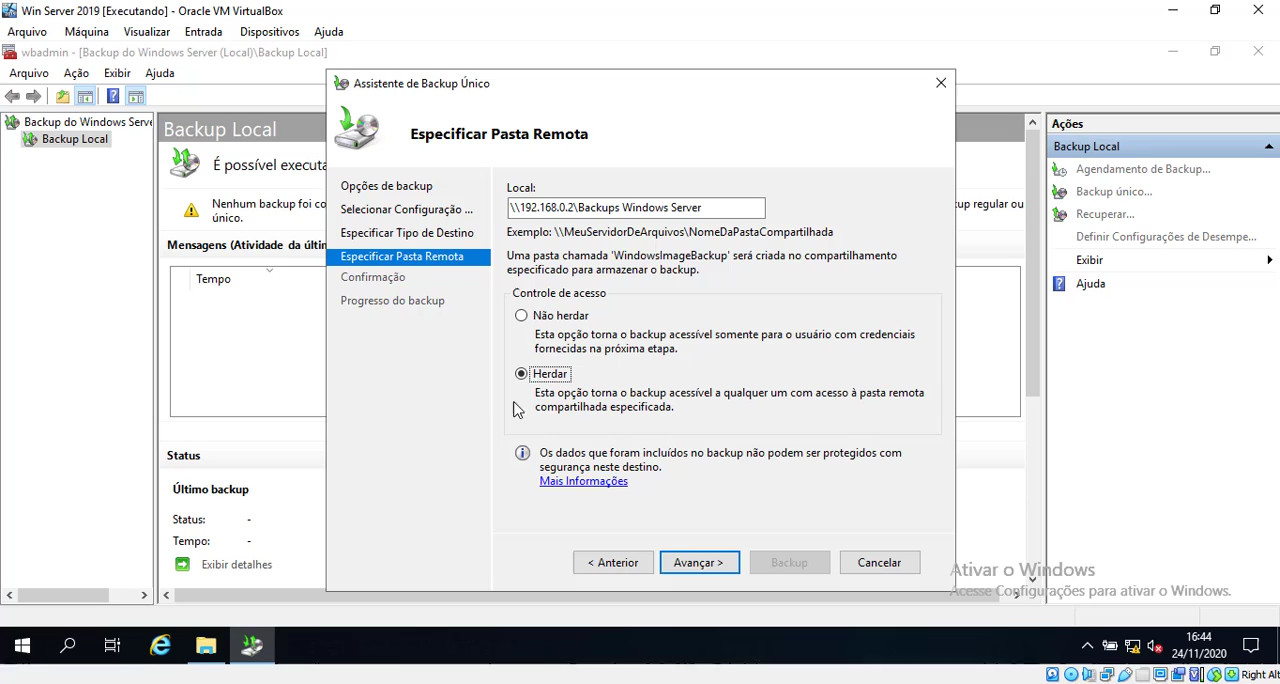 Win Server 2019 [Executando] - Oracle VM VirtualBox
Arquivo Máquina Visualizar Entrada Dispositivos Ajuda
wbadmin - [Backup do Windows Server (Local)\Backup Local]
Arquivo Ação Exibir Ajuda
Backup do Windows Serve
Backup Local
Backup Local
É possível executa
Nenhum backup foi co
único.
backup regular ou
Mensagens (Atividade da últin
Tempo
Status
Último backup
Status: -
Tempo: -
Exibir detalhes
Assistente de Backup Único
Especificar Pasta Remota
Opções de backup
Selecionar Configuração ...
Especificar Tipo de Destino
Especificar Pasta Remota
Confirmação
Progresso do backup
Local:
\\192.168.0.2\Backups Windows Server
Exemplo: \\MeuServidorDeArquivos\NomeDaPastaCompartilhada
Uma pasta chamada 'WindowsImageBackup' será criada no compartilhamento
especificado para armazenar o backup.
Controle de acesso
Não herdar
Esta opção torna o backup acessível somente para o usuário com credenciais
fornecidas na próxima etapa.
Herdar
Esta opção torna o backup acessível a qualquer um com acesso à pasta remota
compartilhada especificada.
Os dados que foram incluídos no backup não podem ser protegidos com
segurança neste destino.
Mais Informações
< Anterior Avançar > Backup Cancelar
Ações
Backup Local
Agendamento de Backup...
Backup único...
Recuperar...
Definir Configurações de Desempe...
Exibir
Ajuda
Ativar o Windows
Acesse Configurações para ativar o Windows.
16:44
24/11/2020
Right Alt